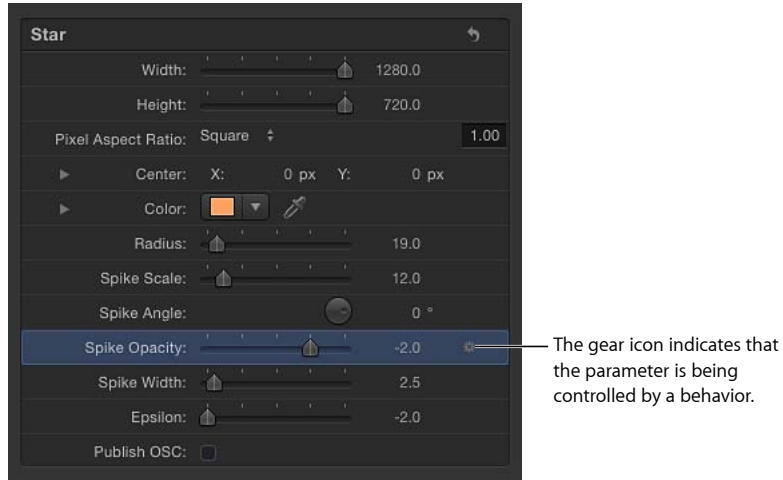 Star
Width: 1280.0
Height: 720.0
Pixel Aspect Ratio: Square 1.00
Center: X: 0 px Y: 0 px
Color:
Radius: 19.0
Spike Scale: 12.0
Spike Angle: 0 °
Spike Opacity: -2.0
Spike Width: 2.5
Epsilon: -2.0
Publish OSC:
The gear icon indicates that
the parameter is being
controlled by a behavior.